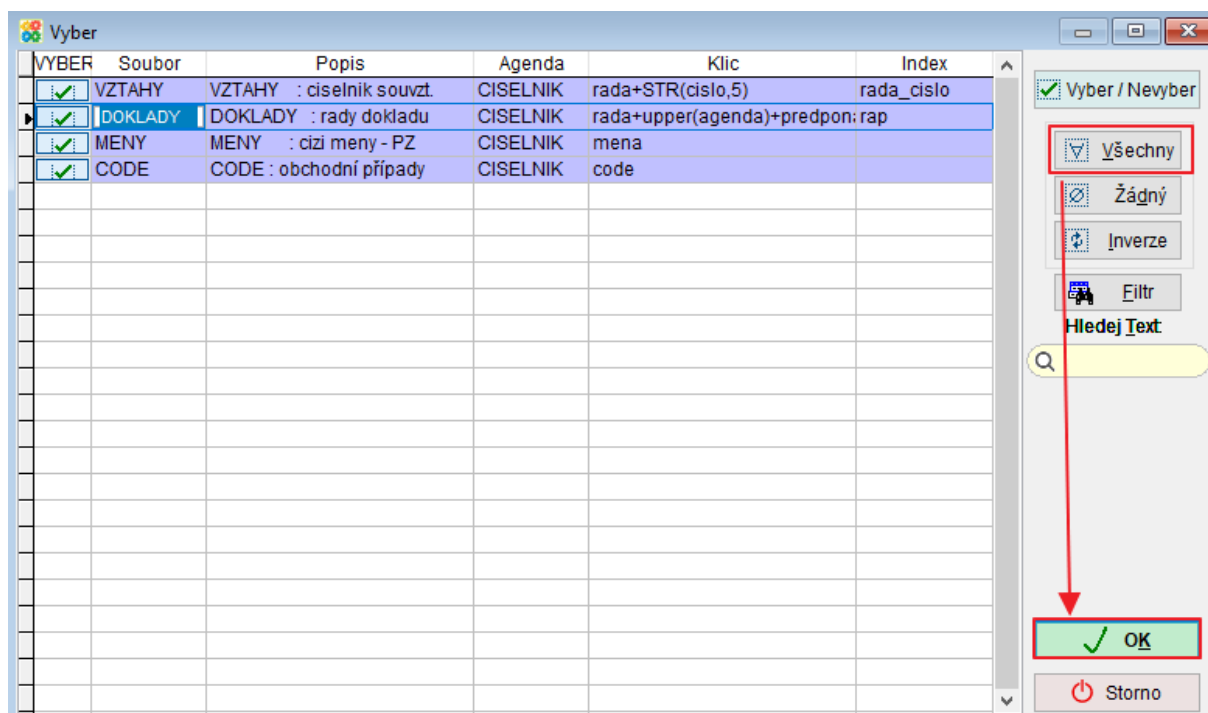 Vyber
VYBER Soubor Popis Agenda Klic Index
VZTAHY VZTAHY : ciselnik souvzt. CISELNIK rada+STR(cislo,5) rada_cislo
DOKLADY DOKLADY : rady dokladu CISELNIK rada+upper(agenda)+predpon rap
MENY MENY : cizi meny - PZ CISELNIK mena
CODE CODE : obchodní případy CISELNIK code
Vyber / Nevyber
Všechny
Žádný
Inverze
Filtr
Hledej Text:
OK
Storno